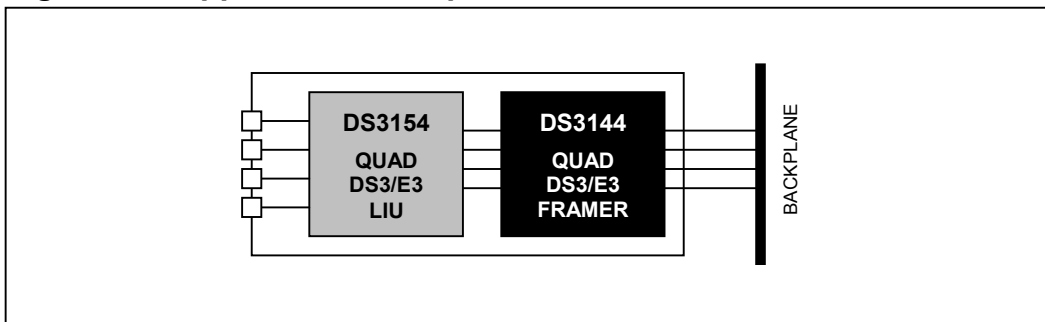 DS3154
QUAD
DS3/E3
LIU
DS3144
QUAD
DS3/E3
FRAMER
BACKPLANE